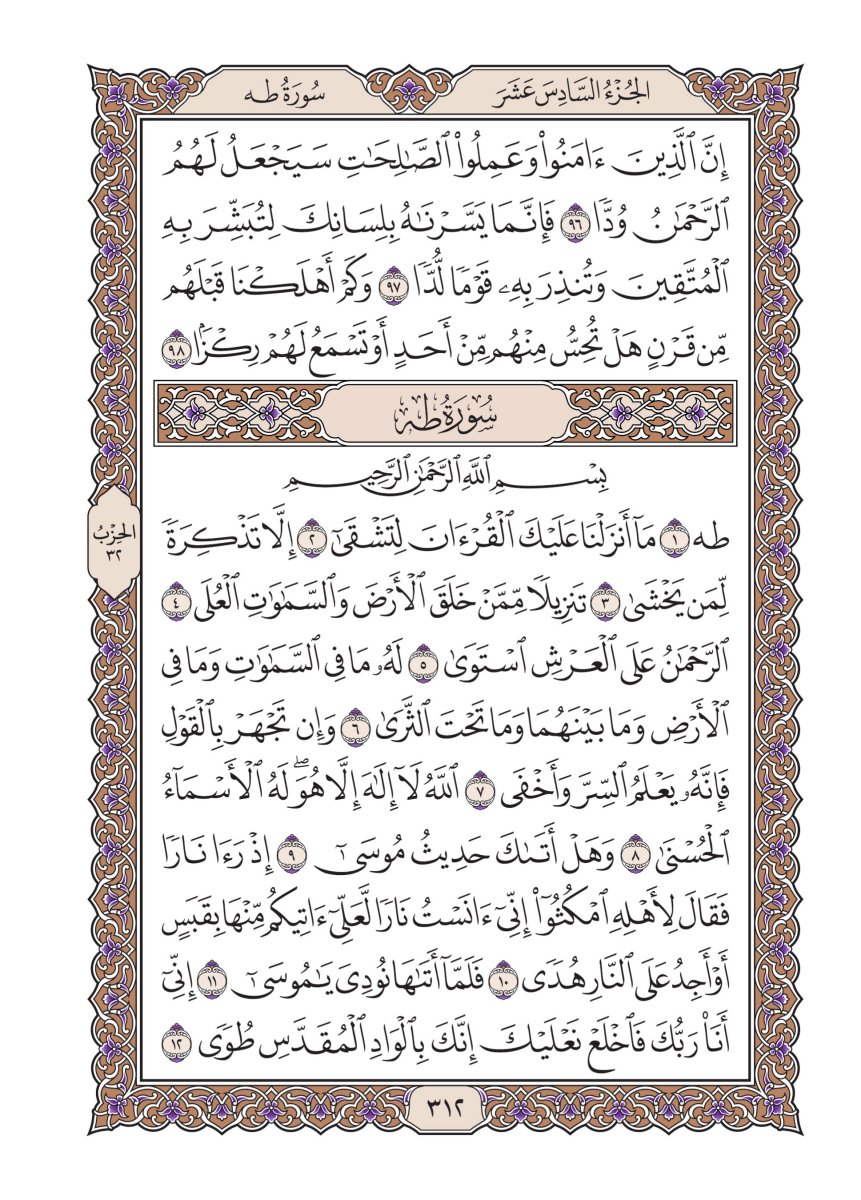 الجُزْءُ السَّادِسَ عَشَرَ
سُورَةُ طه
إِنَّ ٱلَّذِينَ ءَامَنُواْ وَعَمِلُواْ ٱلصَّٰلِحَٰتِ سَيَجْعَلُ لَهُمُ
ٱلرَّحْمَٰنُ وُدًّا ٩٦ فَإِنَّمَا يَسَّرْنَٰهُ بِلِسَانِكَ لِتُبَشِّرَ بِهِ
ٱلْمُتَّقِينَ وَتُنذِرَ بِهِۦ قَوْمًا لُّدًّا ٩٧ وَكَمْ أَهْلَكْنَا قَبْلَهُم
مِّن قَرْنٍ هَلْ تُحِسُّ مِنْهُم مِّنْ أَحَدٍ أَوْ تَسْمَعُ لَهُمْ رِكْزًۢا ٩٨
سُورَةُ طه
بِسْمِ ٱللَّهِ ٱلرَّحْمَٰنِ ٱلرَّحِيمِ
طه ١ مَآ أَنزَلْنَا عَلَيْكَ ٱلْقُرْءَانَ لِتَشْقَىٰٓ ٢ إِلَّا تَذْكِرَةً
لِّمَن يَخْشَىٰ ٣ تَنزِيلًا مِّمَّنْ خَلَقَ ٱلْأَرْضَ وَٱلسَّمَٰوَٰتِ ٱلْعُلَى ٤
ٱلرَّحْمَٰنُ عَلَى ٱلْعَرْشِ ٱسْتَوَىٰ ٥ لَهُۥ مَا فِى ٱلسَّمَٰوَٰتِ وَمَا فِى
ٱلْأَرْضِ وَمَا بَيْنَهُمَا وَمَا تَحْتَ ٱلثَّرَىٰ ٦ وَإِن تَجْهَرْ بِٱلْقَوْلِ
فَإِنَّهُۥ يَعْلَمُ ٱلسِّرَّ وَأَخْفَى ٧ ٱللَّهُ لَآ إِلَٰهَ إِلَّا هُوَۖ لَهُ ٱلْأَسْمَآءُ
ٱلْحُسْنَىٰ ٨ وَهَلْ أَتَىٰكَ حَدِيثُ مُوسَىٰٓ ٩ إِذْ رَءَا نَارًا
فَقَالَ لِأَهْلِهِ ٱمْكُثُوٓاْ إِنِّىٓ ءَانَسْتُ نَارًا لَّعَلِّىٓ ءَاتِيكُم مِّنْهَا بِقَبَسٍ
أَوْ أَجِدُ عَلَى ٱلنَّارِ هُدًى ١٠ فَلَمَّآ أَتَىٰهَا نُودِىَ يَٰمُوسَىٰٓ ١١ إِنِّىٓ
أَنَا۠ رَبُّكَ فَٱخْلَعْ نَعْلَيْكَ إِنَّكَ بِٱلْوَادِ ٱلْمُقَدَّسِ طُوًى ١٢
الحِزْبُ
٣٢
٣١٢